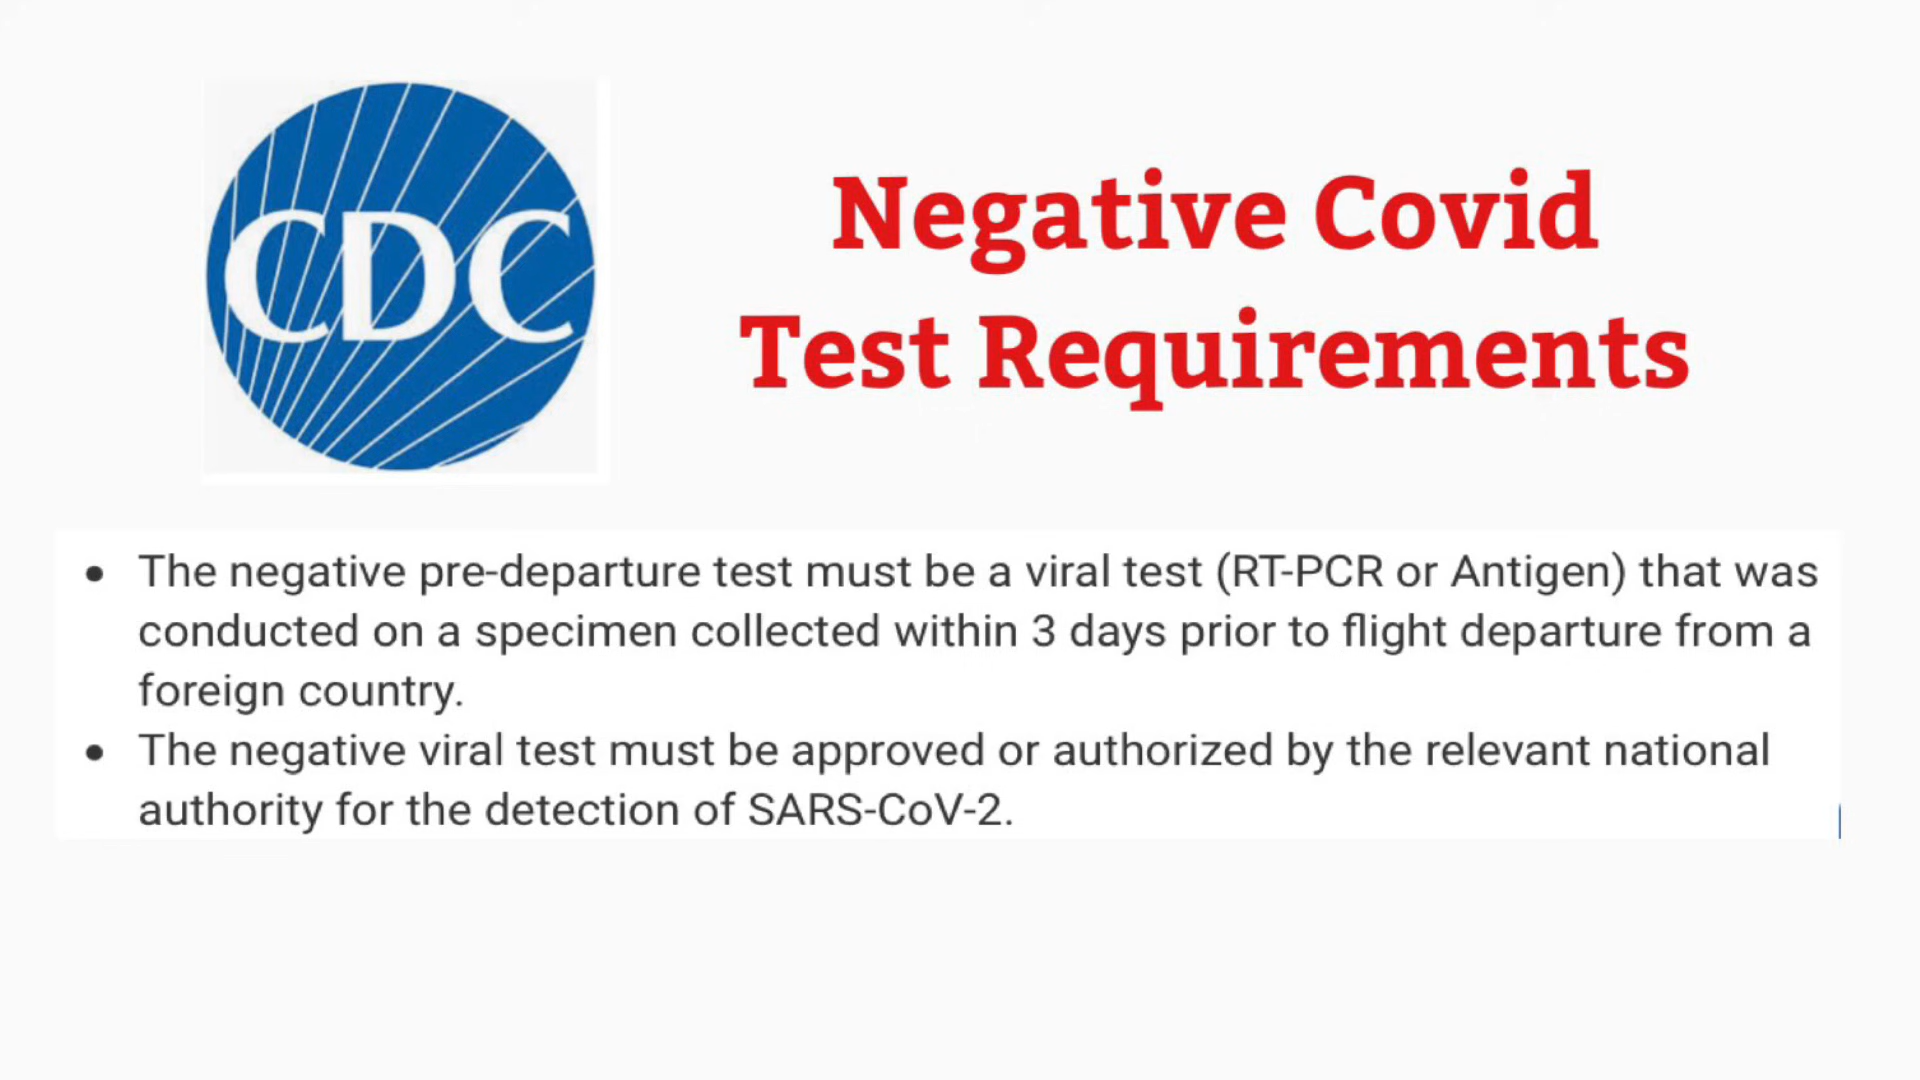 CDC
Negative Covid
Test Requirements
• The negative pre-departure test must be a viral test (RT-PCR or Antigen) that was
conducted on a specimen collected within 3 days prior to flight departure from a
foreign country.
• The negative viral test must be approved or authorized by the relevant national
authority for the detection of SARS-CoV-2.